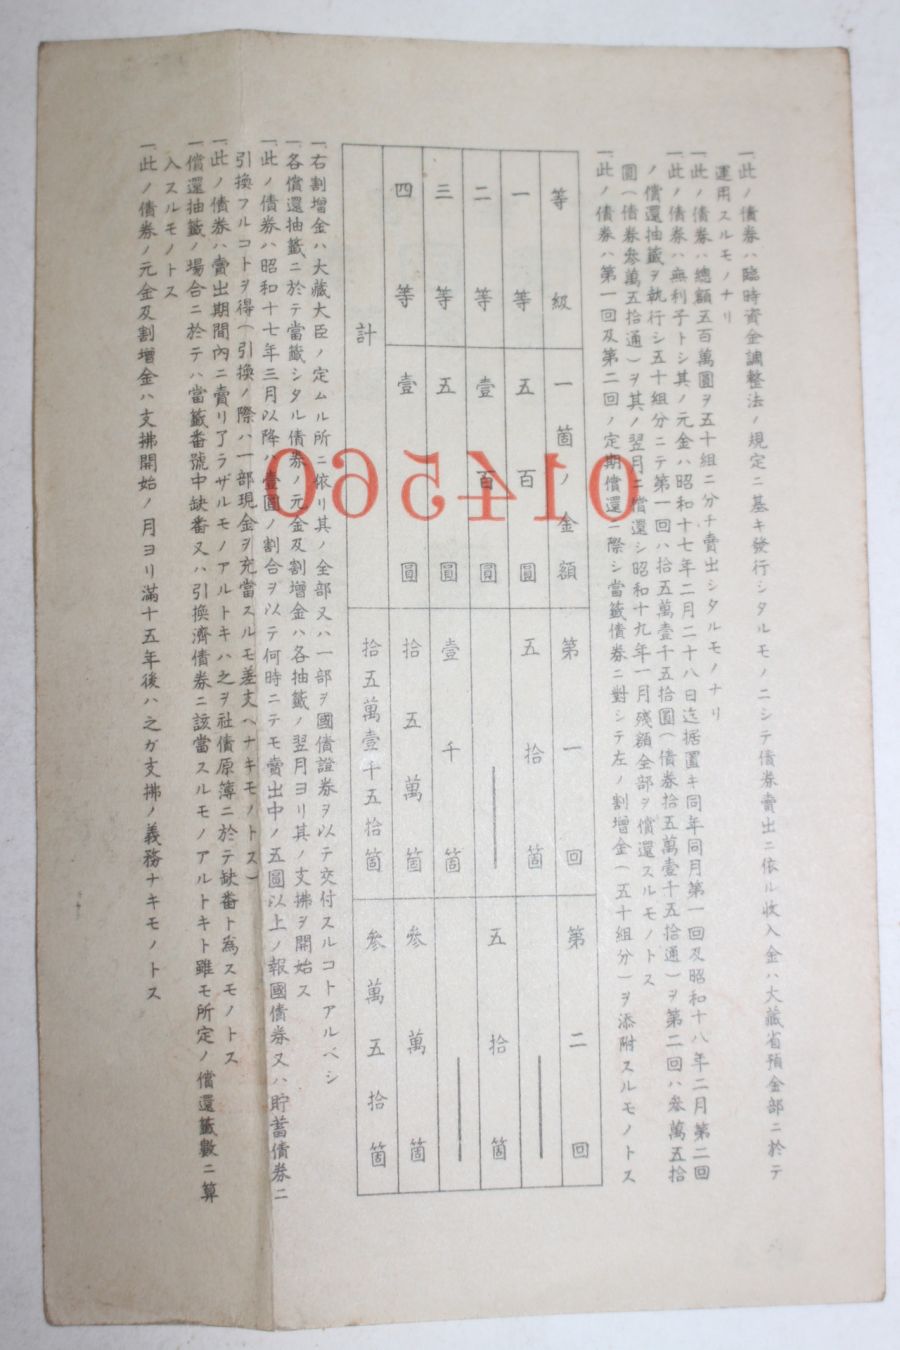 一、此ノ債券ハ臨時資金調整法ノ規定ニ基キ發行シタルモノニシテ債券賣出ニ依ル收入金ハ大藏省預金部ニ於テ
運用スルモノナリ
一、此ノ債券ハ總額五百萬圓ヲ五十組ニ分チ賣出シタルモノナリ
一、此ノ債券ハ無利子トシ其ノ元金ハ昭和十七年二月二十八日迄据置キ同年同月第一回及昭和十八年二月第二回
ノ償還抽籤ヲ執行シ五十組分ニテ第一回ハ拾五萬壹千五拾圓(債券拾五萬壹千五拾通)ヲ第二回ハ參萬五拾
圓(債券參萬五拾通)ヲ其ノ翌月ニ償還シ昭和十九年一月殘額全部ヲ償還スルモノトス
一、此ノ債券ハ第一回及第二回ノ定期償還ニ際シ當籤債券ニ對シテ左ノ割增金(五十組分)ヲ添附スルモノトス
等級 一箇ノ金額 第一回 第二回
一等 五百圓 五拾箇 ―
二等 壹百圓 ― 五拾箇
三等 五圓 壹千箇 ―
四等 壹圓 拾五萬箇 參萬箇
計 拾五萬壹千五拾箇 參萬五拾箇
一、右割增金ハ大藏大臣ノ定ムル所ニ依リ其ノ全部又ハ一部ヲ國債證券ヲ以テ交付スルコトアルベシ
一、各償還抽籤ニ於テ當籤シタル債券ノ元金及割增金ハ各抽籤ノ翌月ヨリ其ノ支拂ヲ開始ス
一、此ノ債券ハ昭和十七年三月以降ハ壹圓ノ割合ヲ以テ何時ニテモ賣出中ノ五圓以上ノ報國債券又ハ貯蓄債券ニ
引換フルコトヲ得(引換ノ際ハ一部現金ヲ充當スルモ差支ヘナキモノトス)
一、此ノ債券ハ賣出期間內ニ賣リ了ラザルモノアルトキハ之ヲ社債原簿ニ於テ缺番ト爲スモノトス
一、償還抽籤ノ場合ニ於テハ當籤番號中缺番又ハ引換濟債券ニ該當スルモノアルトキト雖モ所定ノ償還籤數ニ算
入スルモノトス
一、此ノ債券ノ元金及割增金ハ支拂開始ノ月ヨリ滿十五年後ハ之ガ支拂ノ義務ナキモノトス
0145660